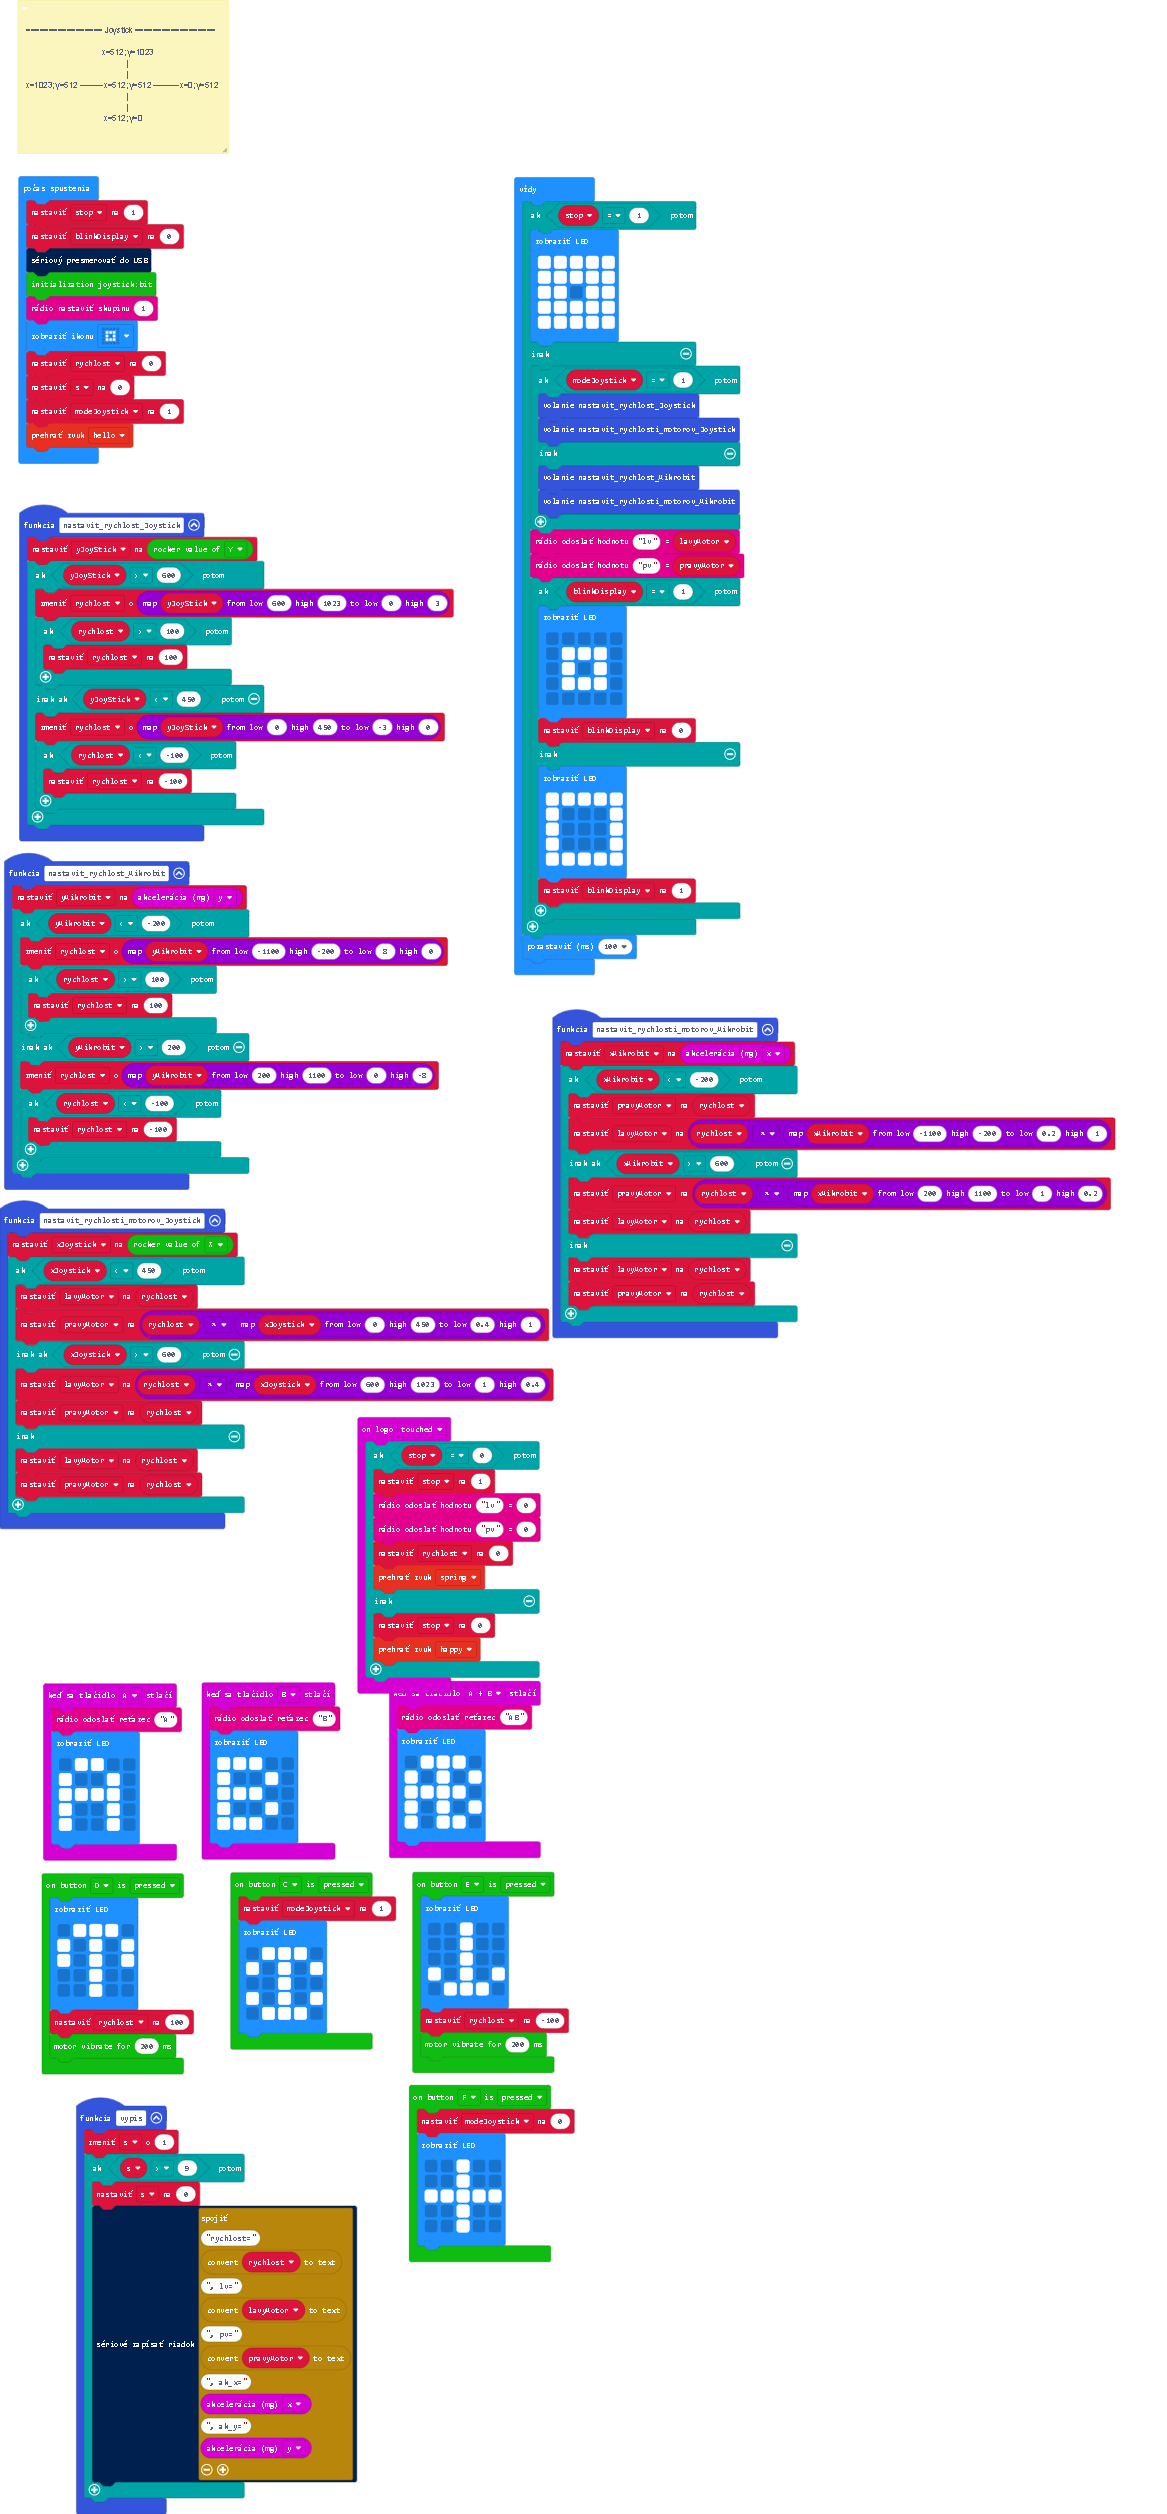 Joystick
x=512;y=1023
x=1023;y=512 x=512;y=512 x=0;y=512
x=512;y=0
počas spustenia
nastaviť stop na 1
nastaviť blinkDisplay na 0
sériový presmerovať do USB
initialization joystick:bit
rádio nastaviť skupinu 1
zobraziť ikonu
nastaviť rychlost na 0
nastaviť s na 0
nastaviť modeJoystick na 1
prehrať zvuk hello
vždy
ak stop = 1 potom
zobraziť LED
inak
ak modeJoystick = 1 potom
volanie nastavit_rychlost_Joystick
volanie nastavit_rychlosti_motorov_Joystick
inak
volanie nastavit_rychlost_Mikrobit
volanie nastavit_rychlosti_motorov_Mikrobit
rádio odoslať hodnotu "lv" = lavyMotor
rádio odoslať hodnotu "pv" = pravyMotor
ak blinkDisplay = 1 potom
zobraziť LED
nastaviť blinkDisplay na 0
inak
zobraziť LED
nastaviť blinkDisplay na 1
pozastaviť (ms) 100
funkcia nastavit_rychlost_Joystick
nastaviť yJoyStick na rocker value of Y
ak yJoyStick > 600 potom
zmeniť rychlost o map yJoyStick from low 600 high 1023 to low 0 high 3
ak rychlost > 100 potom
nastaviť rychlost na 100
inak ak yJoyStick < 450 potom
zmeniť rychlost o map yJoyStick from low 0 high 450 to low -3 high 0
ak rychlost < -100 potom
nastaviť rychlost na -100
funkcia nastavit_rychlost_Mikrobit
nastaviť yMikrobit na akcelerácia (mg) y
ak yMikrobit < -200 potom
zmeniť rychlost o map yMikrobit from low -1100 high -200 to low 8 high 0
ak rychlost > 100 potom
nastaviť rychlost na 100
inak ak yMikrobit > 200 potom
zmeniť rychlost o map yMikrobit from low 200 high 1100 to low 0 high -8
ak rychlost < -100 potom
nastaviť rychlost na -100
funkcia nastavit_rychlosti_motorov_Mikrobit
nastaviť xMikrobit na akcelerácia (mg) x
ak xMikrobit < -200 potom
nastaviť pravyMotor na rychlost
nastaviť lavyMotor na rychlost × map xMikrobit from low -1100 high -200 to low 0.2 high 1
inak ak xMikrobit > 600 potom
nastaviť pravyMotor na rychlost × map xMikrobit from low 200 high 1100 to low 1 high 0.2
nastaviť lavyMotor na rychlost
inak
nastaviť lavyMotor na rychlost
nastaviť pravyMotor na rychlost
funkcia nastavit_rychlosti_motorov_Joystick
nastaviť xJoystick na rocker value of X
ak xJoystick < 450 potom
nastaviť lavyMotor na rychlost
nastaviť pravyMotor na rychlost × map xJoystick from low 0 high 450 to low 0.4 high 1
inak ak xJoystick > 600 potom
nastaviť lavyMotor na rychlost × map xJoystick from low 600 high 1023 to low 1 high 0.4
nastaviť pravyMotor na rychlost
inak
nastaviť lavyMotor na rychlost
nastaviť pravyMotor na rychlost
on logo touched
ak stop = 0 potom
nastaviť stop na 1
rádio odoslať hodnotu "lv" = 0
rádio odoslať hodnotu "pv" = 0
nastaviť rychlost na 0
prehrať zvuk spring
inak
nastaviť stop na 0
prehrať zvuk happy
keď sa tlačidlo A stlačí
rádio odoslať reťazec "A"
zobraziť LED
keď sa tlačidlo B stlačí
rádio odoslať reťazec "B"
zobraziť LED
keď sa tlačidlo A + B stlačí
rádio odoslať reťazec "AB"
zobraziť LED
on button D is pressed
zobraziť LED
nastaviť rychlost na 100
motor vibrate for 200 ms
on button C is pressed
nastaviť modeJoystick na 1
zobraziť LED
on button E is pressed
zobraziť LED
nastaviť rychlost na -100
motor vibrate for 200 ms
on button F is pressed
nastaviť modeJoystick na 0
zobraziť LED
funkcia vypis
zmeniť s o 1
ak s > 9 potom
nastaviť s na 0
sériové zapísať riadok spojiť
"rychlost="
convert rychlost to text
", lv="
convert lavyMotor to text
", pv="
convert pravyMotor to text
", ak_x="
akcelerácia (mg) x
", ak_y="
akcelerácia (mg) y